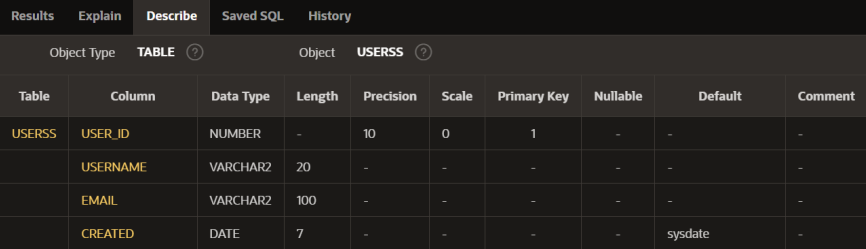 Results Explain Describe Saved SQL History
Object Type TABLE ? Object USERSS ?
Table Column Data Type Length Precision Scale Primary Key Nullable Default Comment
USERSS USER_ID NUMBER - 10 0 1 - - -
USERNAME VARCHAR2 20 - - - - - -
EMAIL VARCHAR2 100 - - - - - -
CREATED DATE 7 - - - - sysdate -